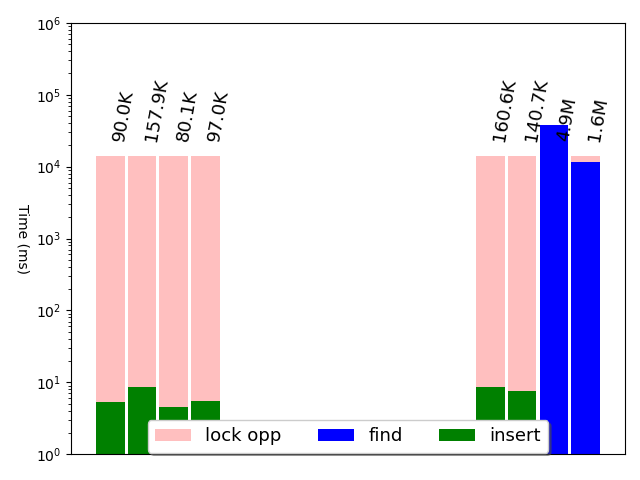 10^6
10^5
10^4
10^3
10^2
10^1
10^0
Time (ms)
90.0K
157.9K
80.1K
97.0K
160.6K
140.7K
4.9M
1.6M
lock opp find insert